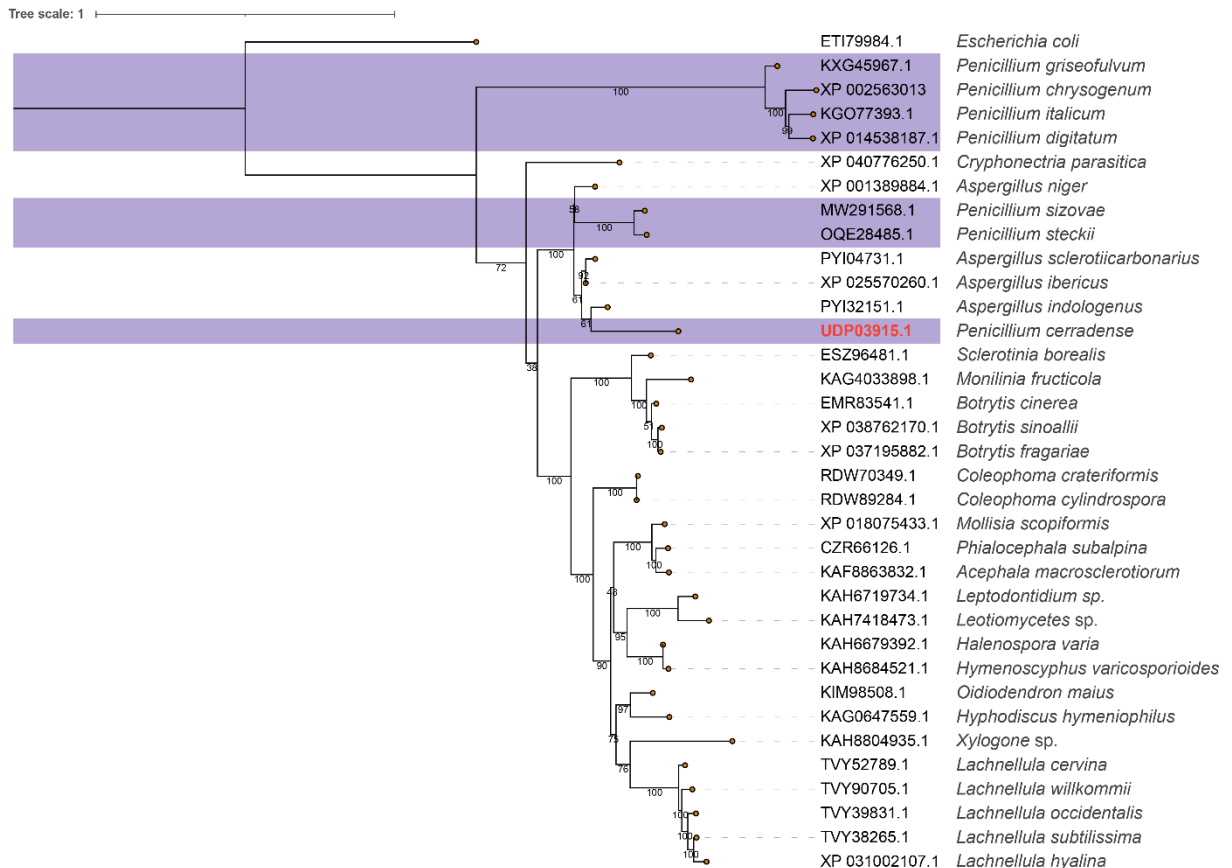 Tree scale: 1
ETI79984.1 Escherichia coli
KXG45967.1 Penicillium griseofulvum
100
XP 002563013 Penicillium chrysogenum
100
KGO77393.1 Penicillium italicum
99
XP 014538187.1 Penicillium digitatum
XP 040776250.1 Cryphonectria parasitica
XP 001389884.1 Aspergillus niger
58
MW291568.1 Penicillium sizovae
100
OQE28485.1 Penicillium steckii
100
PYI04731.1 Aspergillus sclerotiicarbonarius
72
92
XP 025570260.1 Aspergillus ibericus
61
PYI32151.1 Aspergillus indologenus
61
UDP03915.1 Penicillium cerradense
ESZ96481.1 Sclerotinia borealis
38
100
KAG4033898.1 Monilinia fructicola
100
EMR83541.1 Botrytis cinerea
51
XP 038762170.1 Botrytis sinoallii
100
XP 037195882.1 Botrytis fragariae
RDW70349.1 Coleophoma crateriformis
100
100
RDW89284.1 Coleophoma cylindrospora
XP 018075433.1 Mollisia scopiformis
100
CZR66126.1 Phialocephala subalpina
100
KAF8863832.1 Acephala macrosclerotiorum
100
43
KAH6719734.1 Leptodontidium sp.
100
KAH7418473.1 Leotiomycetes sp.
95
KAH6679392.1 Halenospora varia
100
KAH8684521.1 Hymenoscyphus varicosporioides
90
KIM98508.1 Oidiodendron maius
97
KAG0647559.1 Hyphodiscus hymeniophilus
75
KAH8804935.1 Xylogone sp.
TVY52789.1 Lachnellula cervina
76
TVY90705.1 Lachnellula willkommii
100
TVY39831.1 Lachnellula occidentalis
100
TVY38265.1 Lachnellula subtilissima
100
XP 031002107.1 Lachnellula hyalina
100